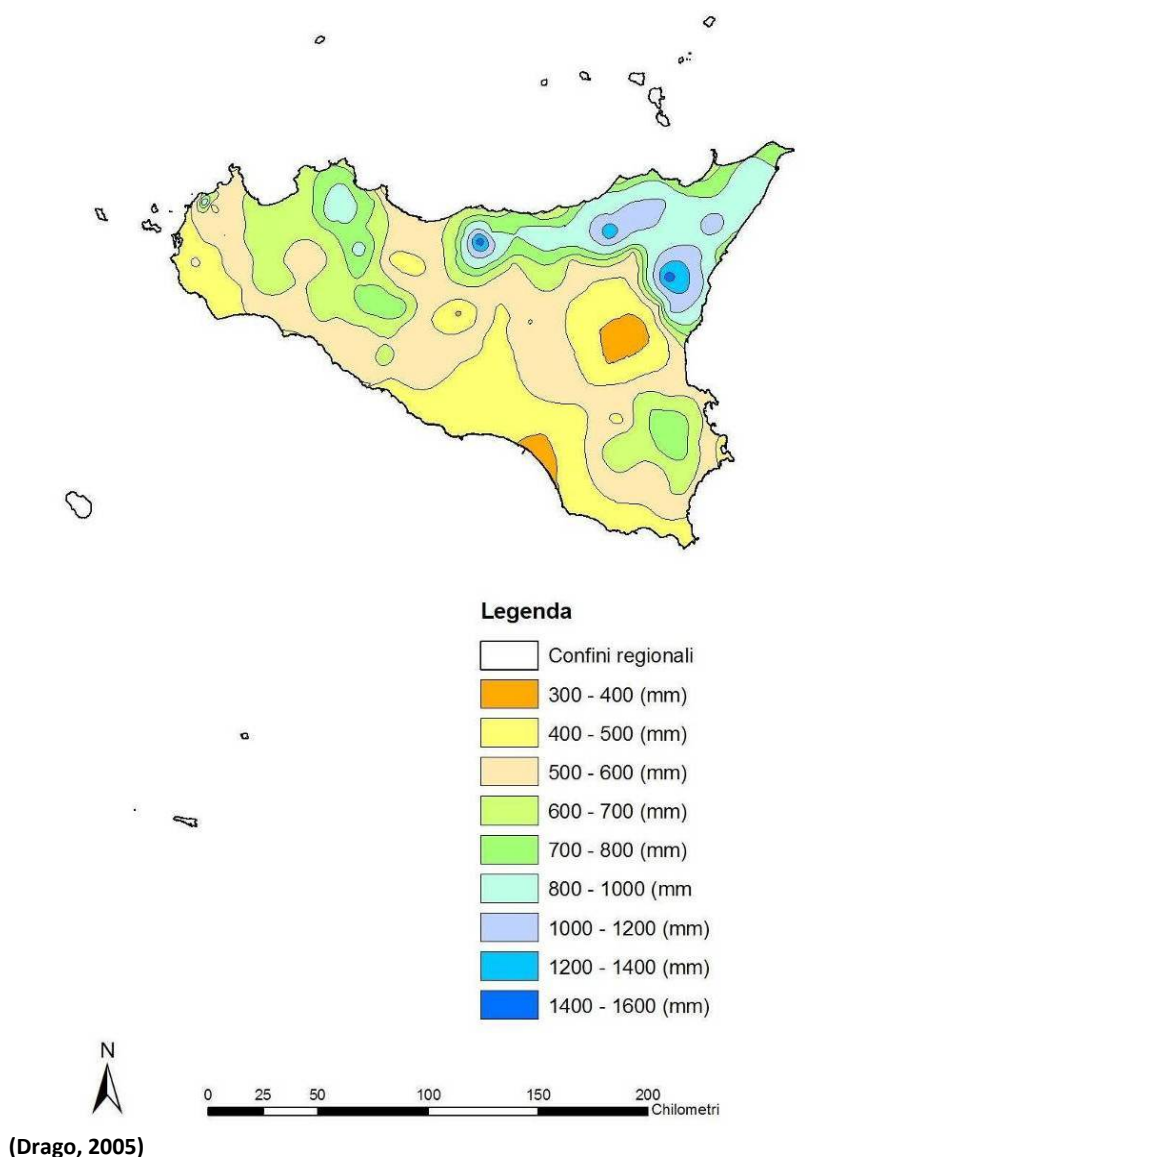 Legenda
Confini regionali
300 - 400 (mm)
400 - 500 (mm)
500 - 600 (mm)
600 - 700 (mm)
700 - 800 (mm)
800 - 1000 (mm
1000 - 1200 (mm)
1200 - 1400 (mm)
1400 - 1600 (mm)
N
0 25 50 100 150 200
Chilometri
(Drago, 2005)